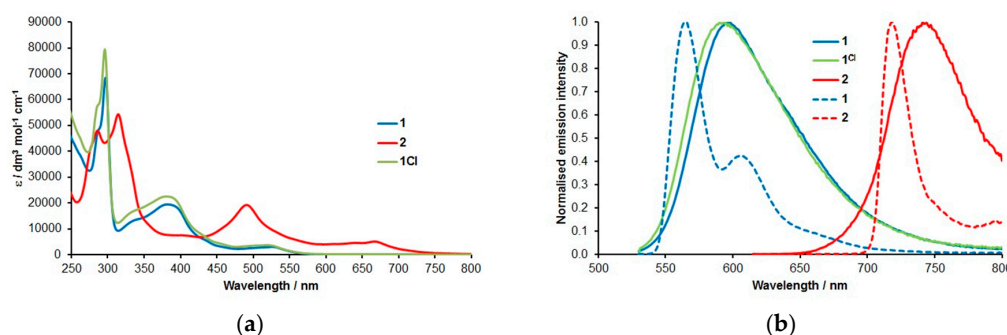 90000
80000
70000
60000
50000
40000
30000
20000
10000
0
ε / dm³ mol⁻¹ cm⁻¹
1
2
1Cl
250 300 350 400 450 500 550 600 650 700 750 800
Wavelength / nm
(a)
1.0
0.9
0.8
0.7
0.6
0.5
0.4
0.3
0.2
0.1
0.0
Normalised emission intensity
1
1ᶜˡ
2
1
2
500 550 600 650 700 750 800
Wavelength / nm
(b)